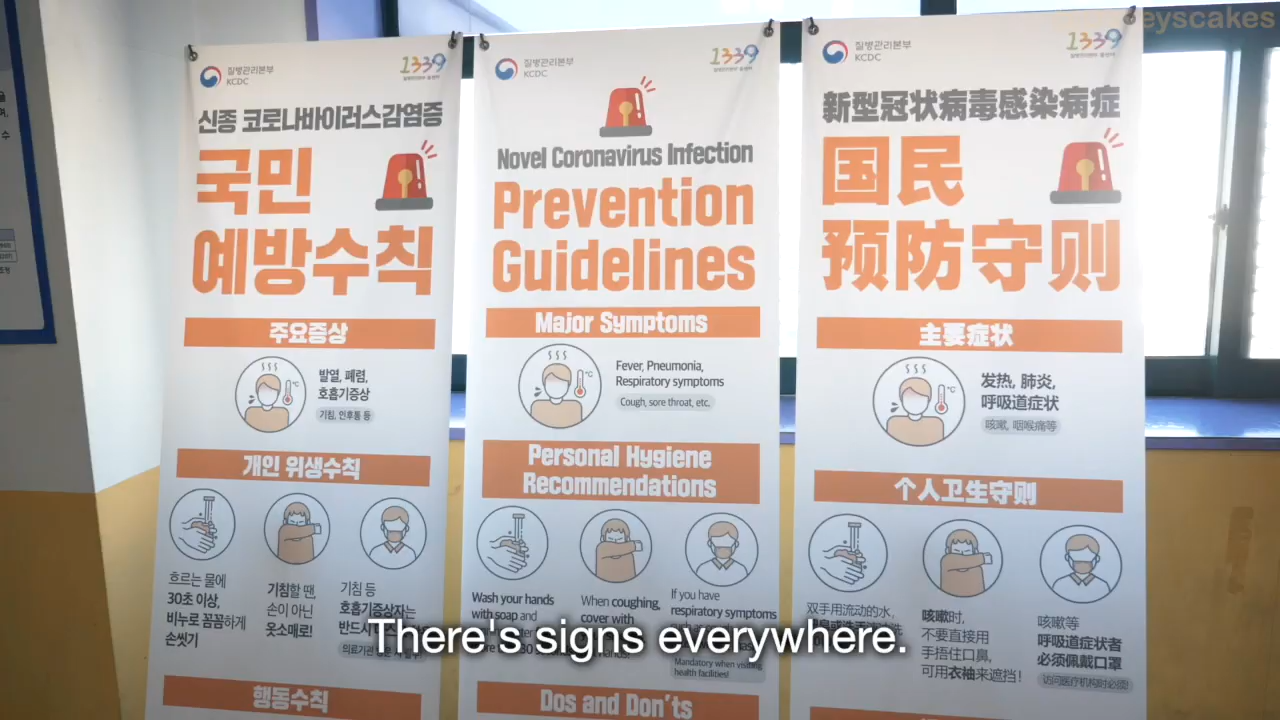 eyscakes
질병관리본부
KCDC
1339
신종 코로나바이러스감염증
국민
예방수칙
주요증상
발열, 폐렴,
호흡기증상
기침, 인후통 등
개인 위생수칙
흐르는 물에
30초 이상,
비누로 꼼꼼하게
손씻기
기침할 땐,
손이 아닌
옷소매로!
기침 등
호흡기증상자는
반드시
행동수칙
질병관리본부
KCDC
1339
Novel Coronavirus Infection
Prevention
Guidelines
Major Symptoms
Fever, Pneumonia,
Respiratory symptoms
Cough, sore throat, etc.
Personal Hygiene
Recommendations
Wash your hands
with soap and
When coughing,
cover with
If you have
respiratory symptoms
Mandatory when visiting
health facilities!
Dos and Don'ts
질병관리본부
KCDC
1339
新型冠状病毒感染病症
国民
预防守则
主要症状
发热, 肺炎,
呼吸道症状
咳嗽, 咽喉痛等
个人卫生守则
双手用流动的水,
咳嗽时,
不要直接用
手捂住口鼻,
可用衣袖来遮挡!
咳嗽等
呼吸道症状者
必须佩戴口罩
访问医疗机构时必须!
There's signs everywhere.